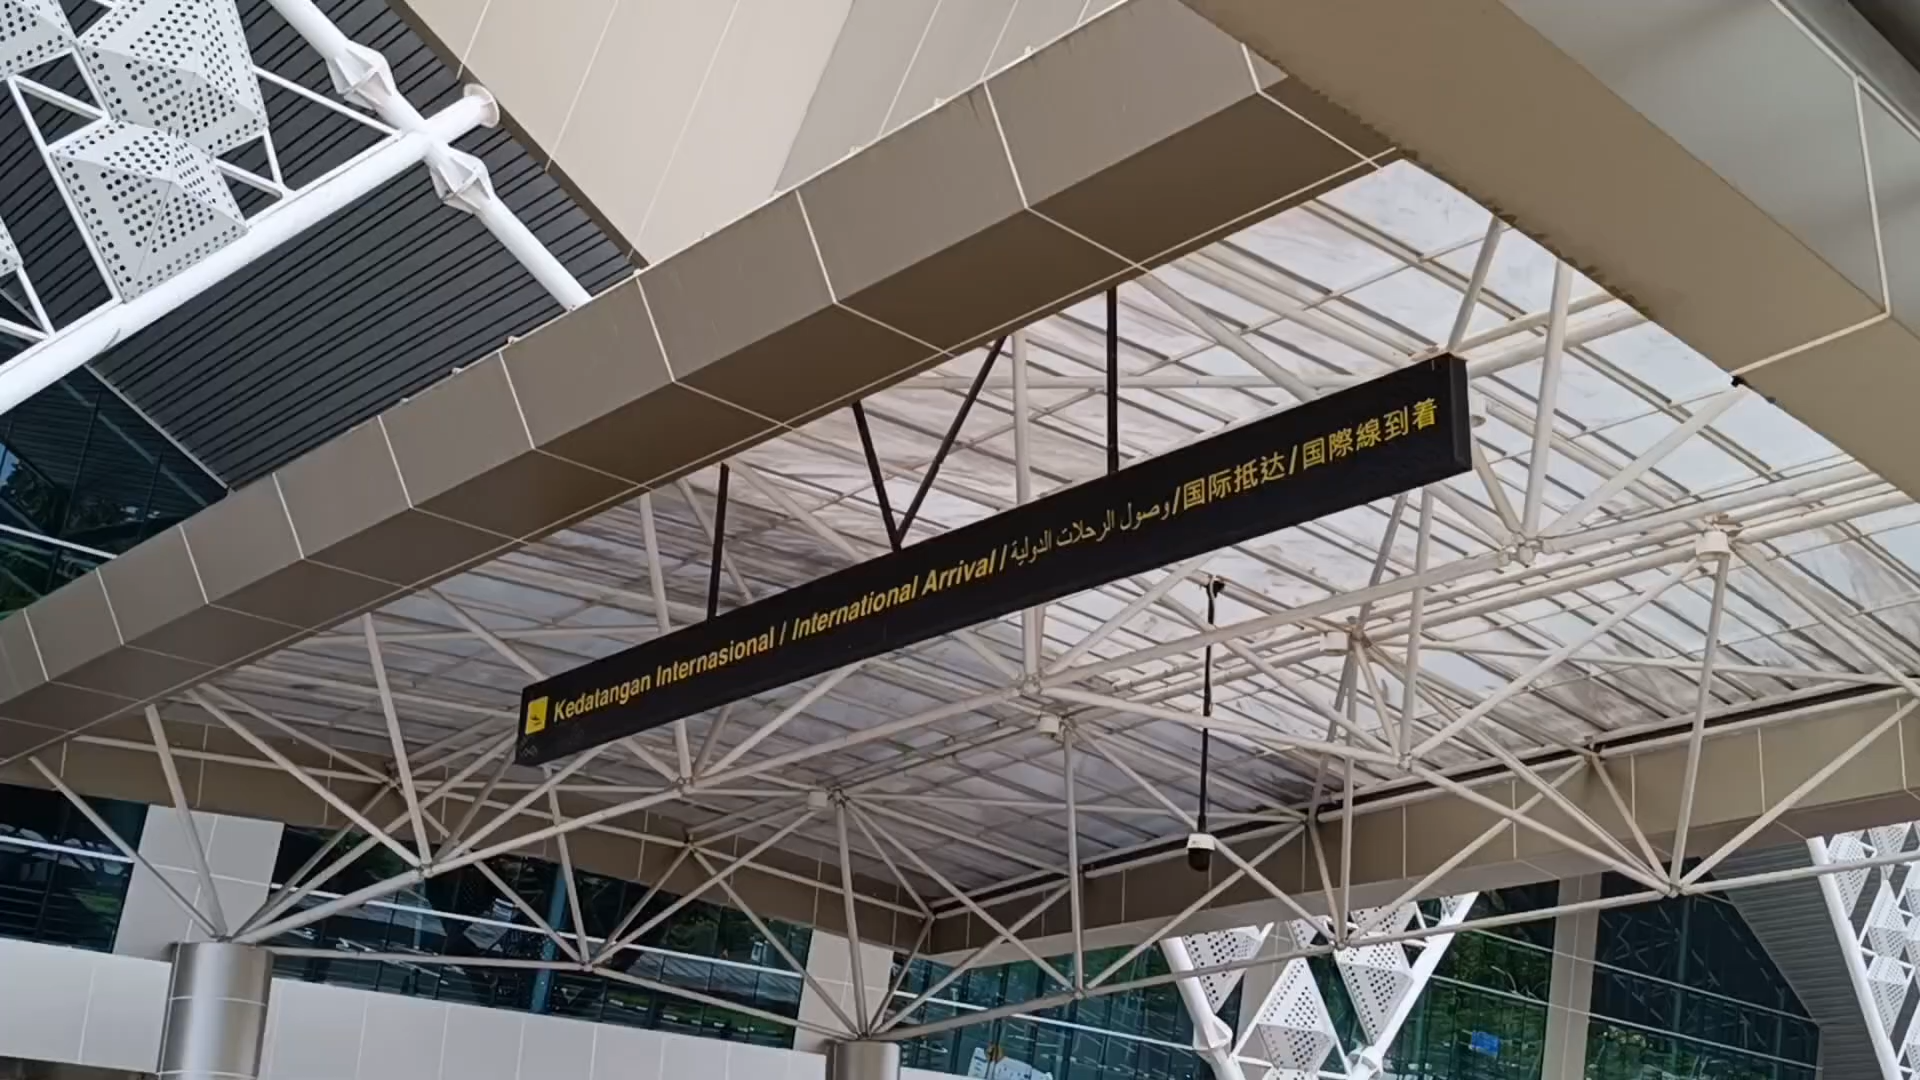 Kedatangan Internasional / International Arrival / وصول الرحلات الدولية/国际抵达/国際線到着